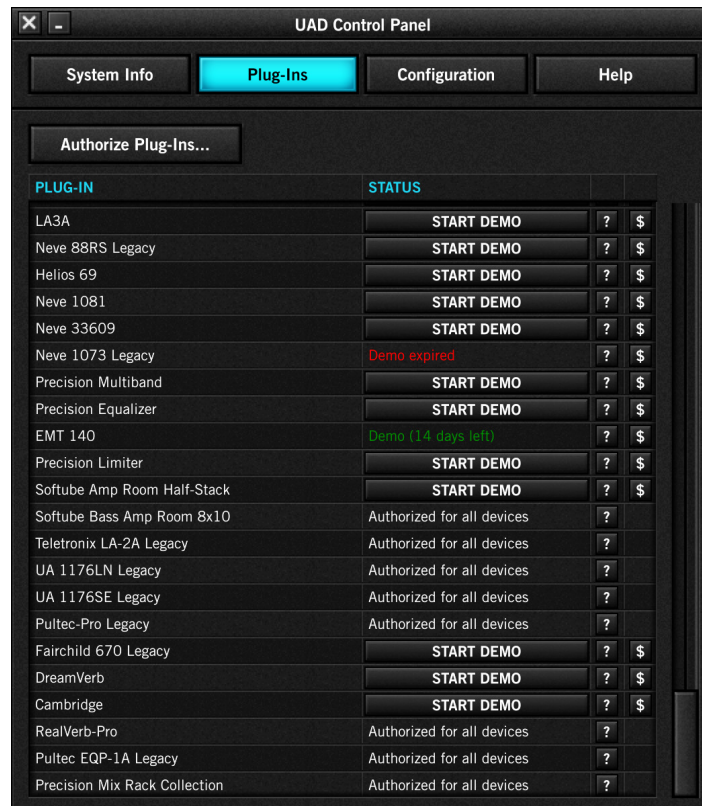 X - UAD Control Panel
System Info Plug-Ins Configuration Help
Authorize Plug-Ins...
PLUG-IN STATUS
LA3A START DEMO ? $
Neve 88RS Legacy START DEMO ? $
Helios 69 START DEMO ? $
Neve 1081 START DEMO ? $
Neve 33609 START DEMO ? $
Neve 1073 Legacy Demo expired ? $
Precision Multiband START DEMO ? $
Precision Equalizer START DEMO ? $
EMT 140 Demo (14 days left) ? $
Precision Limiter START DEMO ? $
Softube Amp Room Half-Stack START DEMO ? $
Softube Bass Amp Room 8x10 Authorized for all devices ?
Teletronix LA-2A Legacy Authorized for all devices ?
UA 1176LN Legacy Authorized for all devices ?
UA 1176SE Legacy Authorized for all devices ?
Pultec-Pro Legacy Authorized for all devices ?
Fairchild 670 Legacy START DEMO ? $
DreamVerb START DEMO ? $
Cambridge START DEMO ? $
RealVerb-Pro Authorized for all devices ?
Pultec EQP-1A Legacy Authorized for all devices ?
Precision Mix Rack Collection Authorized for all devices ?